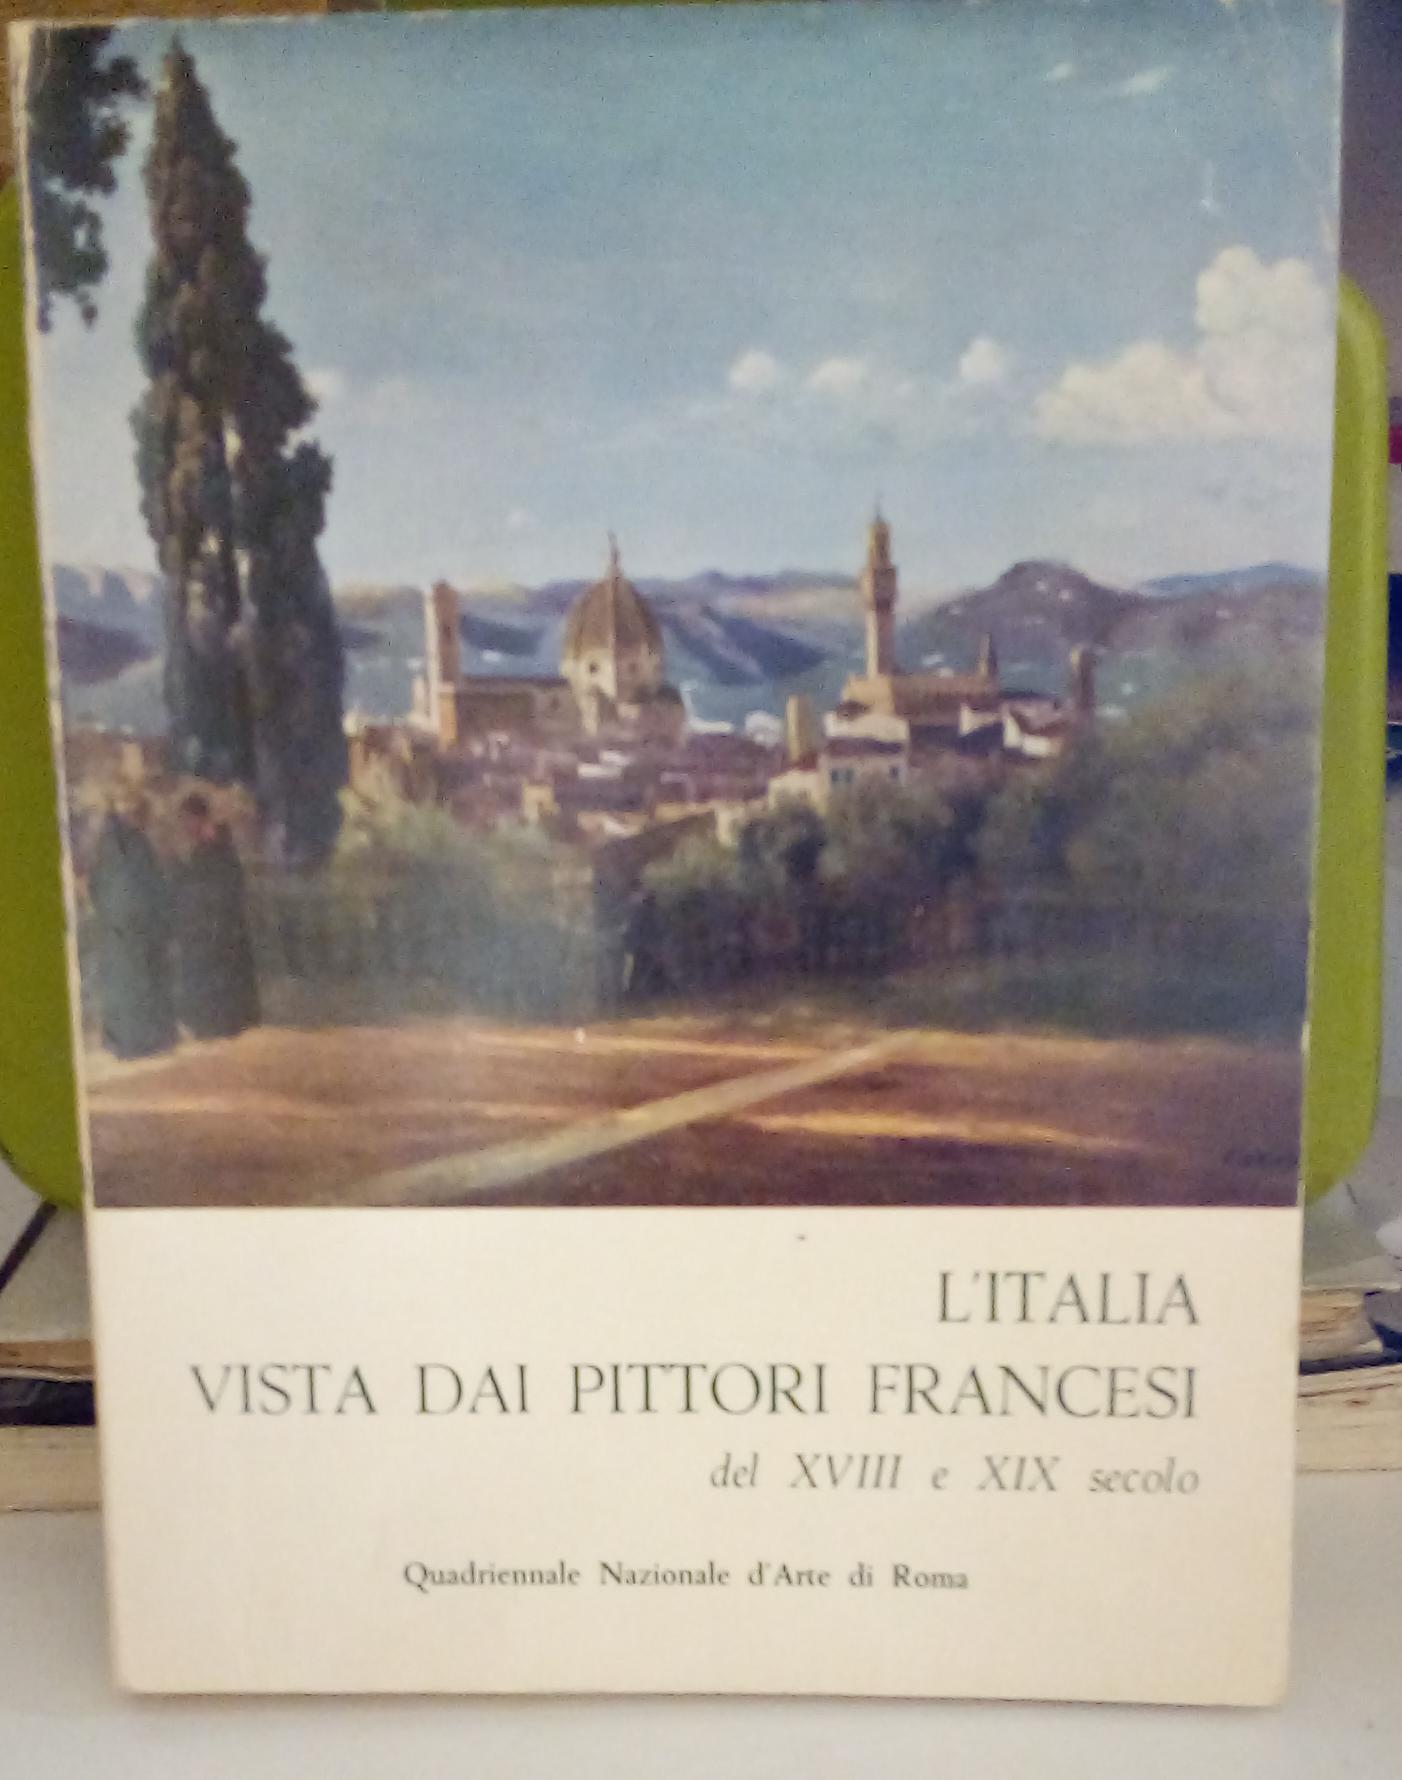 L'ITALIA
VISTA DAI PITTORI FRANCESI
del XVIII e XIX secolo
Quadriennale Nazionale d'Arte di Roma